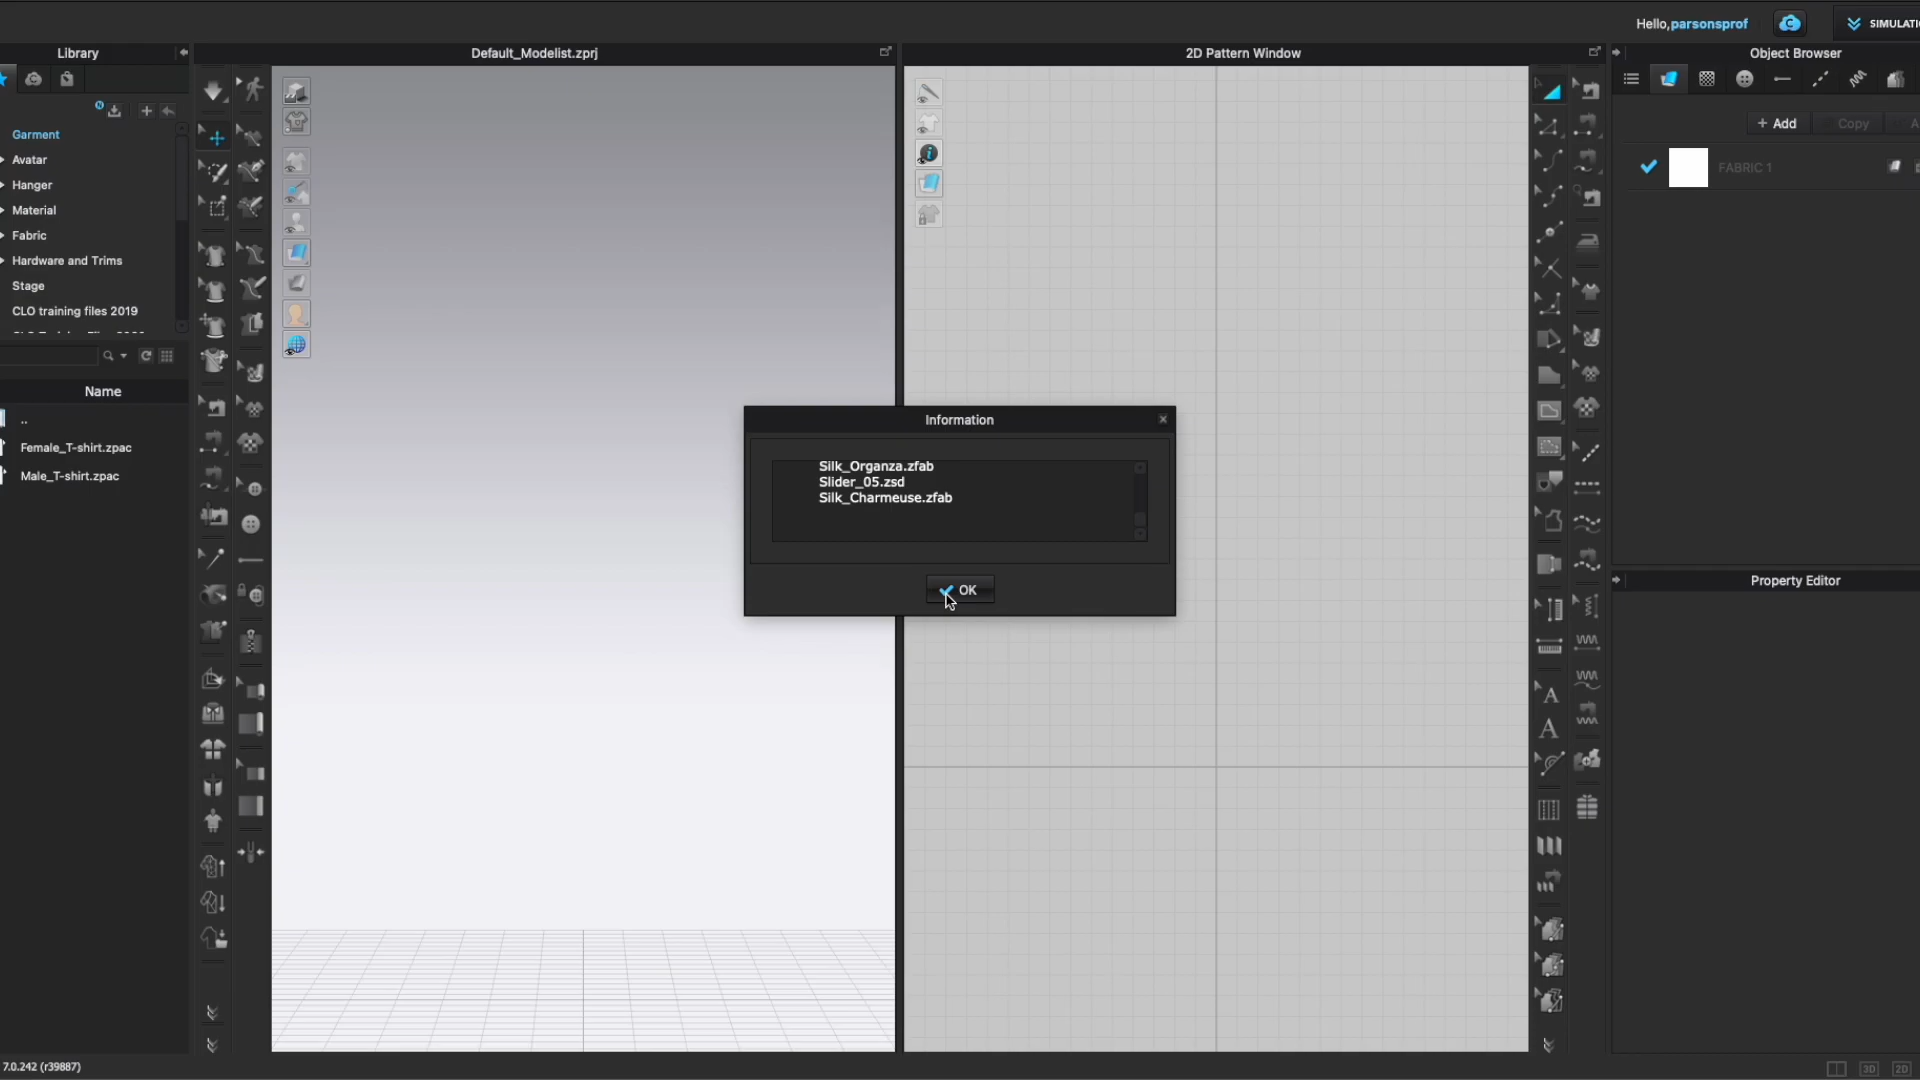 Hello,parsonsprof
SIMULATI
Library
Default_Modelist.zprj
2D Pattern Window
Object Browser
Garment
Avatar
Hanger
Material
Fabric
Hardware and Trims
Stage
CLO training files 2019
+ Add
Copy
A
FABRIC 1
Name
..
Female_T-shirt.zpac
Male_T-shirt.zpac
Information
Silk_Organza.zfab
Slider_05.zsd
Silk_Charmeuse.zfab
OK
Property Editor
A
A
7.0.242 (r39887)
3D
2D